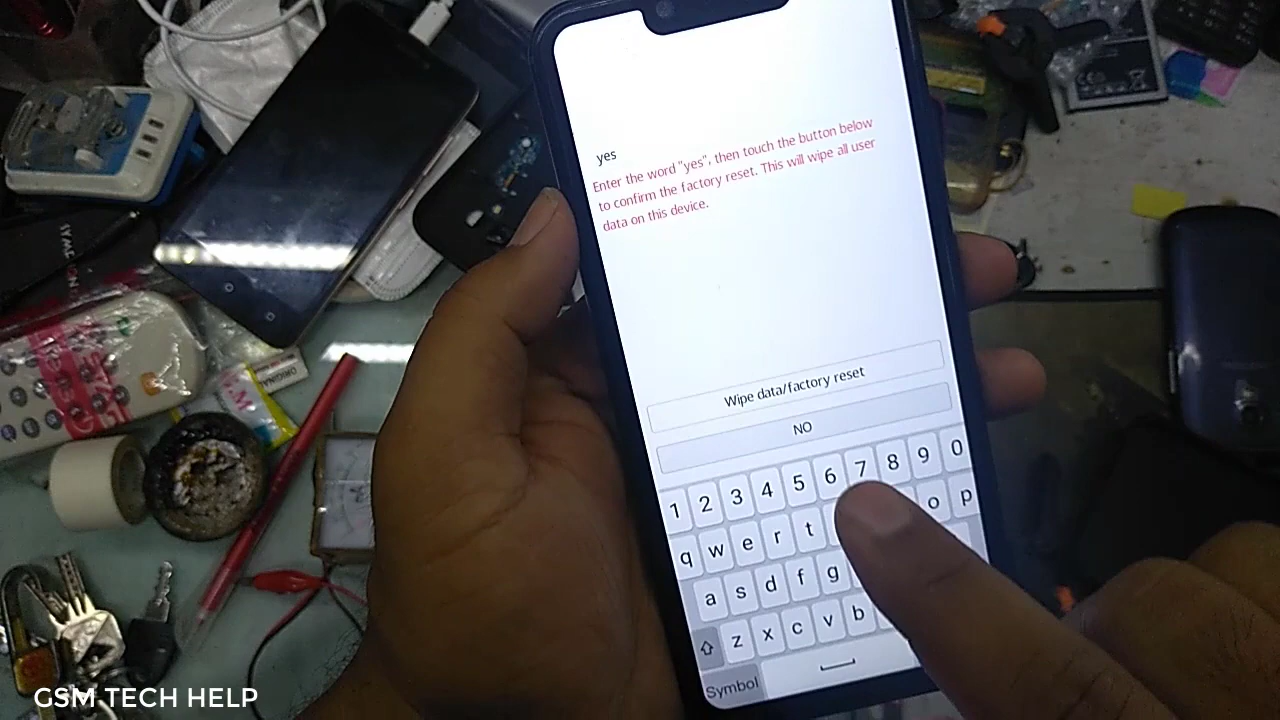 yes
Enter the word "yes", then touch the button below
to confirm the factory reset. This will wipe all user
data on this device.
Wipe data/factory reset
NO
1 2 3 4 5 6 7 8 9 0
q w e r t o p
a s d f g
z x c v b
Symbol
ORIGINAL
GSM TECH HELP